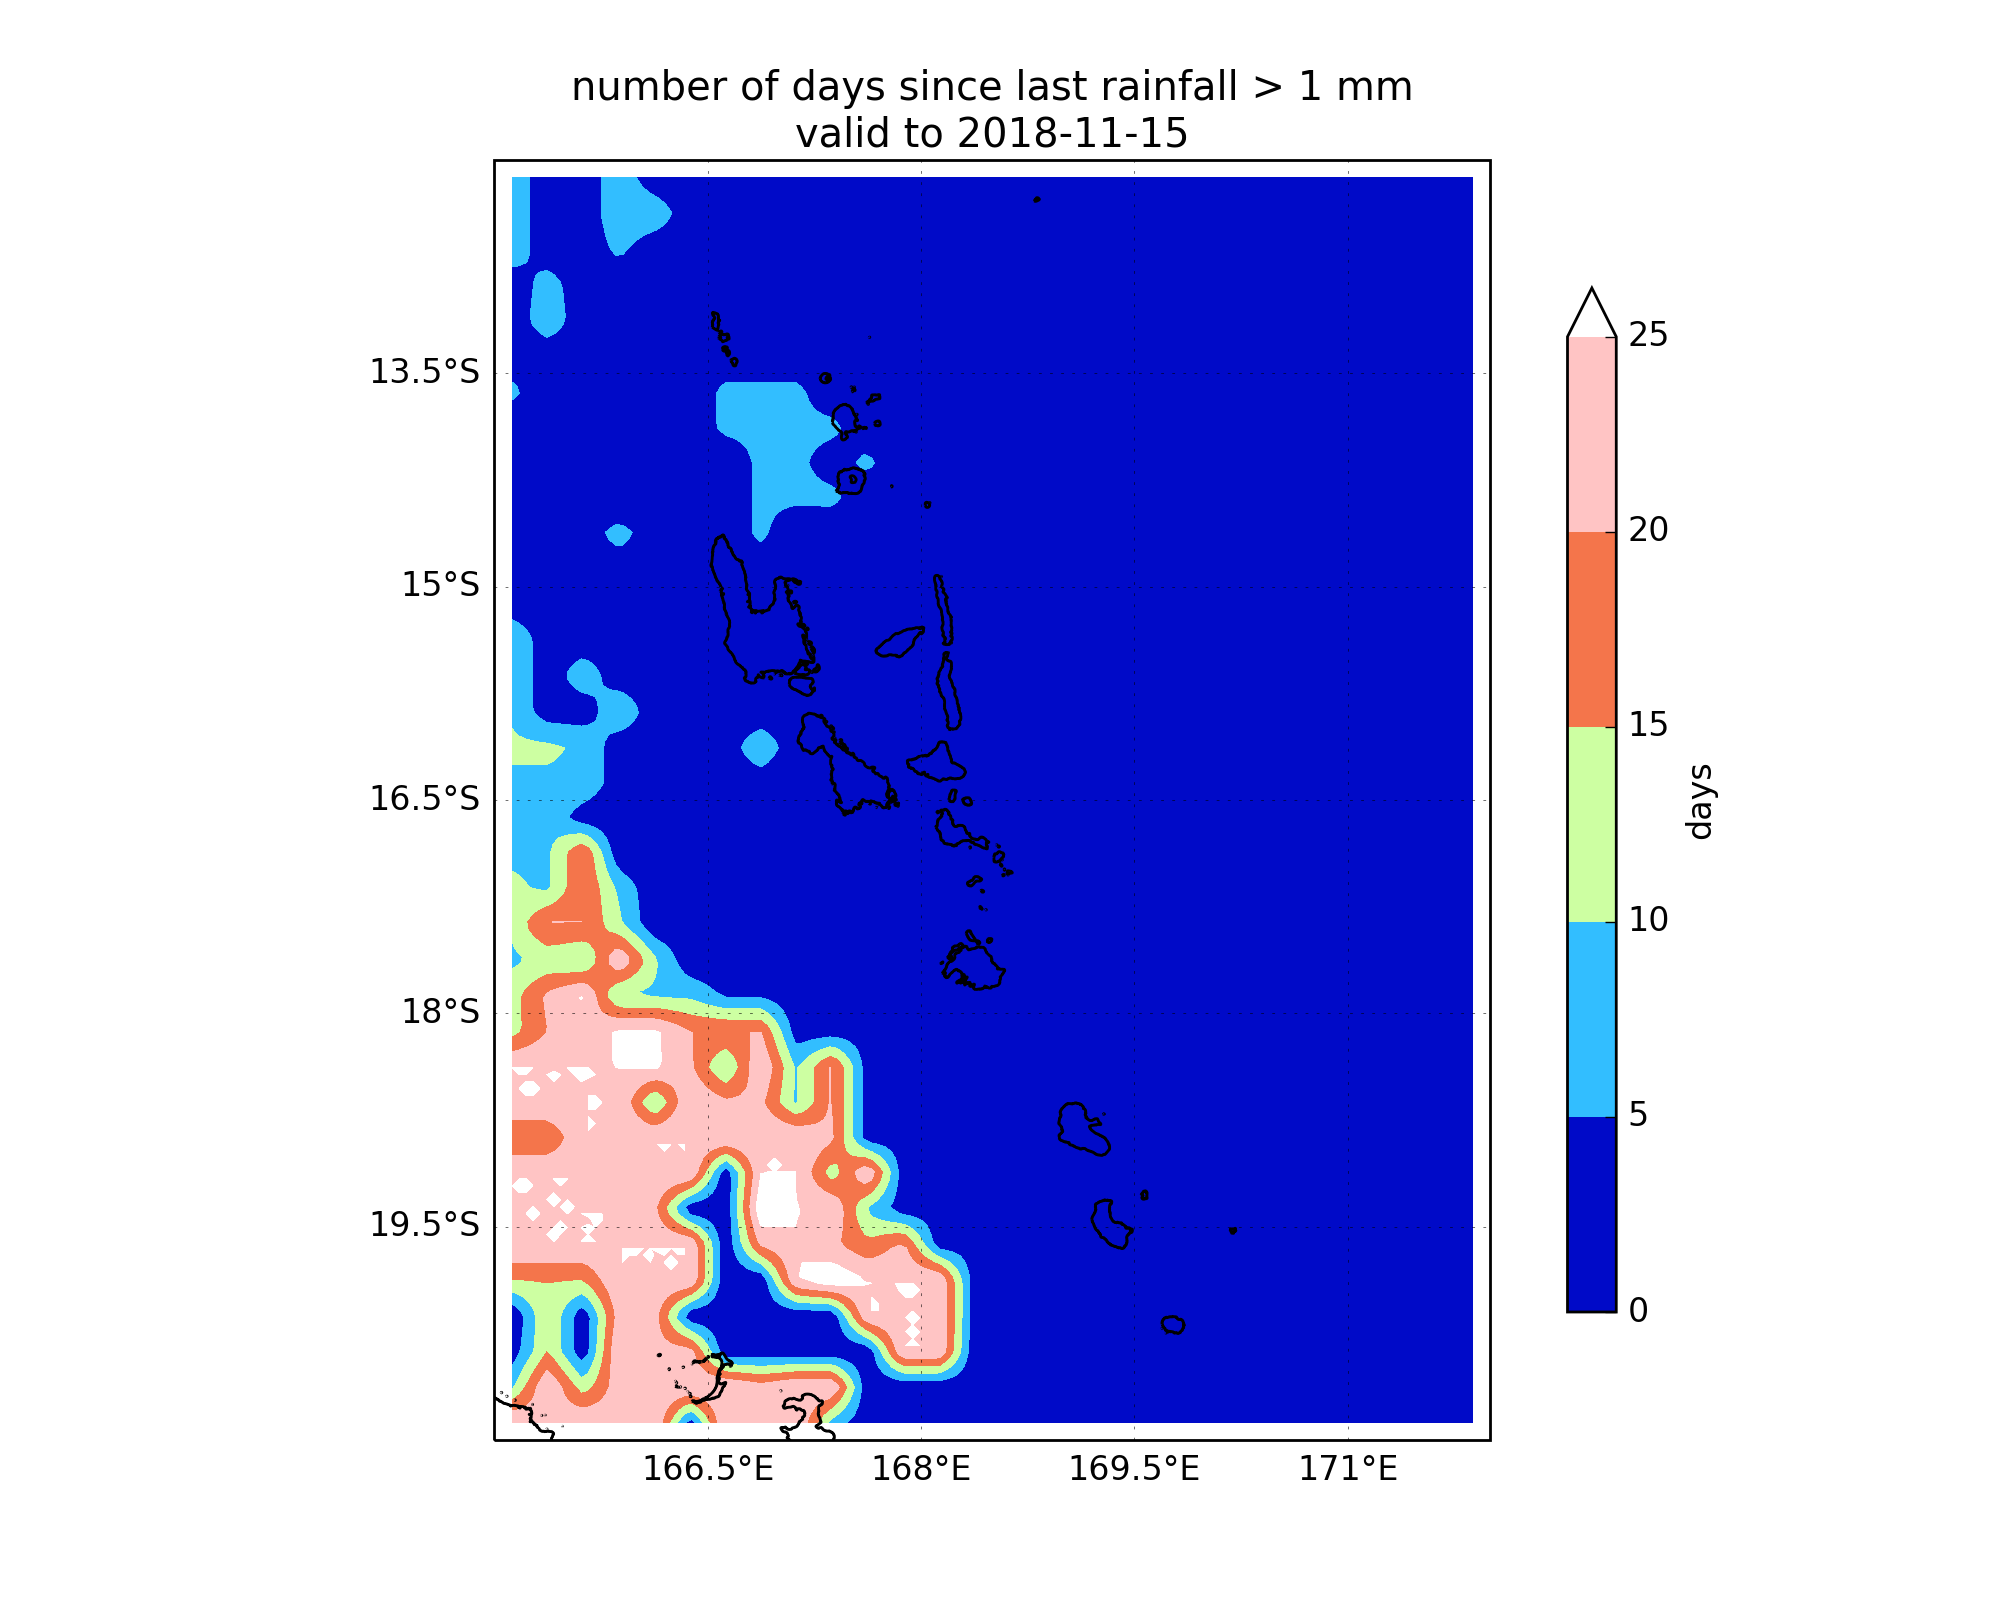 number of days since last rainfall > 1 mm
valid to 2018-11-15
13.5°S
15°S
16.5°S
18°S
19.5°S
166.5°E
168°E
169.5°E
171°E
25
20
15
10
5
0
days